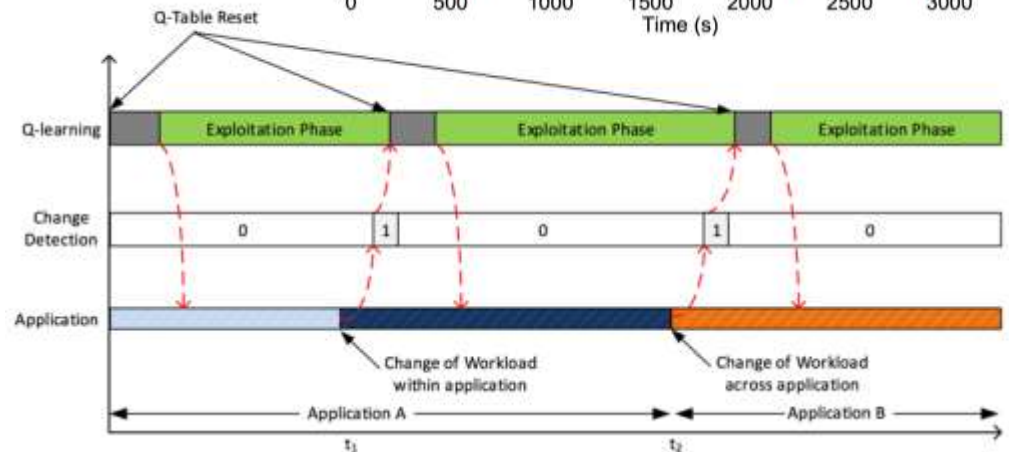 0 500 1000 1500 2000 2500 3000
Time (s)
Q-Table Reset
Q-learning
Exploitation Phase Exploitation Phase Exploitation Phase
Change
Detection
0 1 0 1 0
Application
Change of Workload
within application
Change of Workload
across application
Application A Application B
t₁ t₂